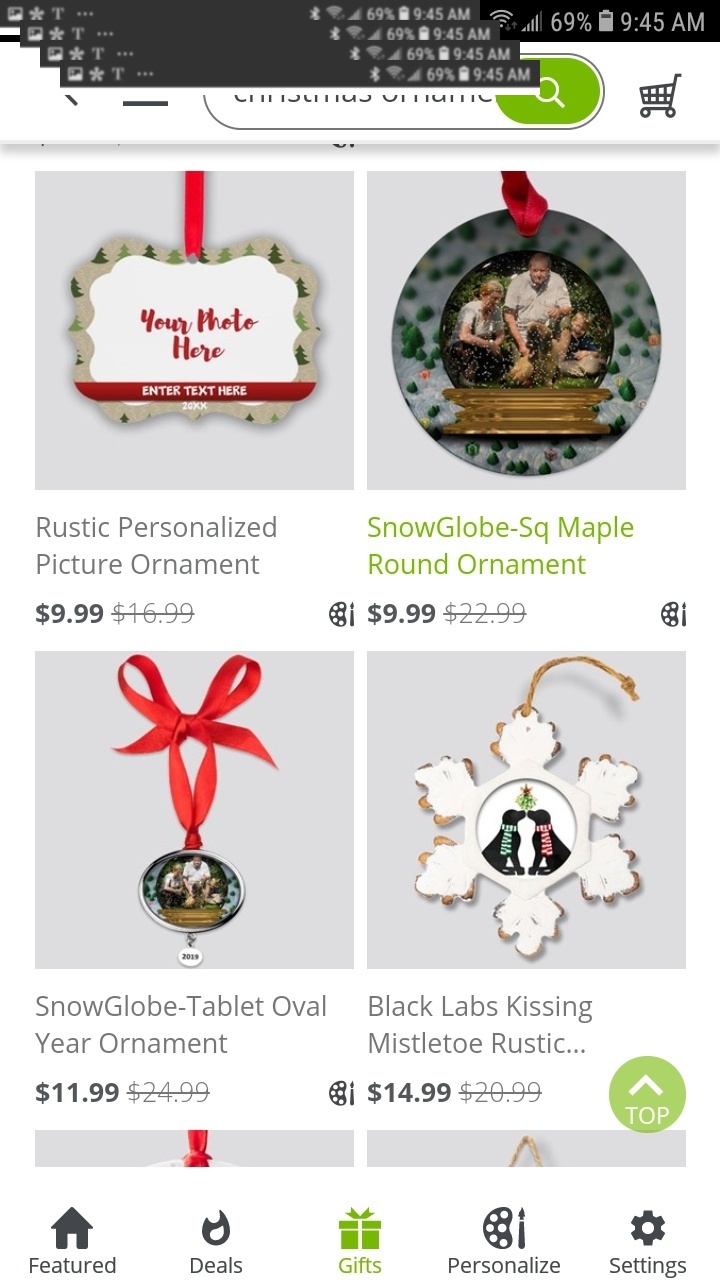 69% 9:45 AM
T ... 69% 9:45 AM
T ... 69% 9:45 AM
T ... 69% 9:45 AM
T ... 69% 9:45 AM
christmas orname
Your Photo
Here
ENTER TEXT HERE
20XX
Rustic Personalized
Picture Ornament
$9.99 $16.99
SnowGlobe-Sq Maple
Round Ornament
$9.99 $22.99
2019
SnowGlobe-Tablet Oval
Year Ornament
$11.99 $24.99
Black Labs Kissing
Mistletoe Rustic...
$14.99 $20.99
TOP
Featured
Deals
Gifts
Personalize
Settings